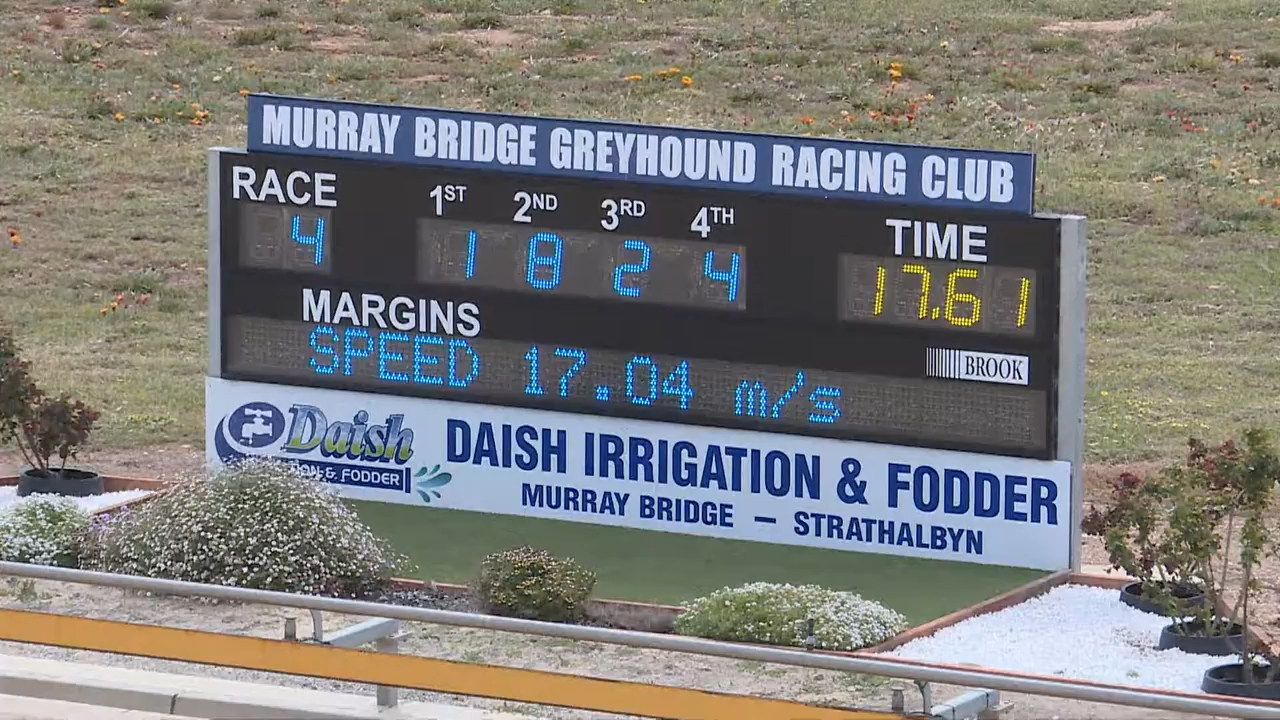 MURRAY BRIDGE GREYHOUND RACING CLUB
RACE 1ST 2ND 3RD 4TH TIME
4 1 8 2 4 17.61
MARGINS
BROOK
SPEED 17.04 m/s
Daish
& FODDER
DAISH IRRIGATION & FODDER
MURRAY BRIDGE – STRATHALBYN